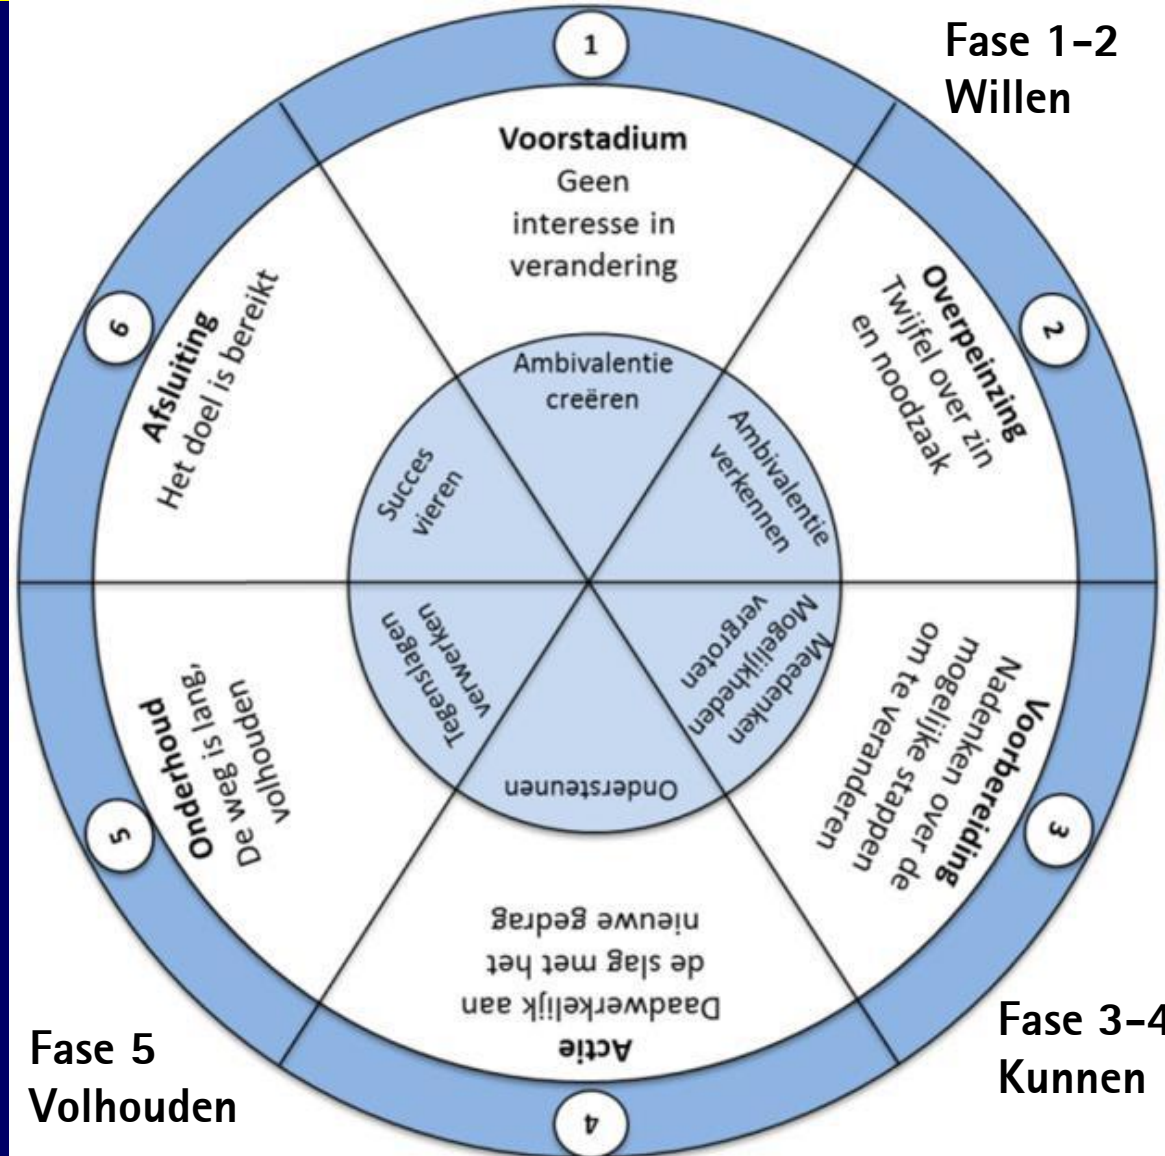 Fase 1-2
Willen
1
Voorstadium
Geen
interesse in
verandering
Ambivalentie
creëren
2
Overpeinzing
Twijfel over zin
en noodzaak
Ambivalentie
verkennen
3
Voorbereiding
Nadenken over de
mogelijke stappen
om te veranderen
Meedenken
Mogelijkheden
vergroten
Fase 3-4
Kunnen
4
Actie
Daadwerkelijk aan
de slag met het
nieuwe gedrag
Ondersteunen
5
Onderhoud
De weg is lang,
volhouden
Tegenslagen
verwerken
Fase 5
Volhouden
6
Afsluiting
Het doel is bereikt
Succes
vieren